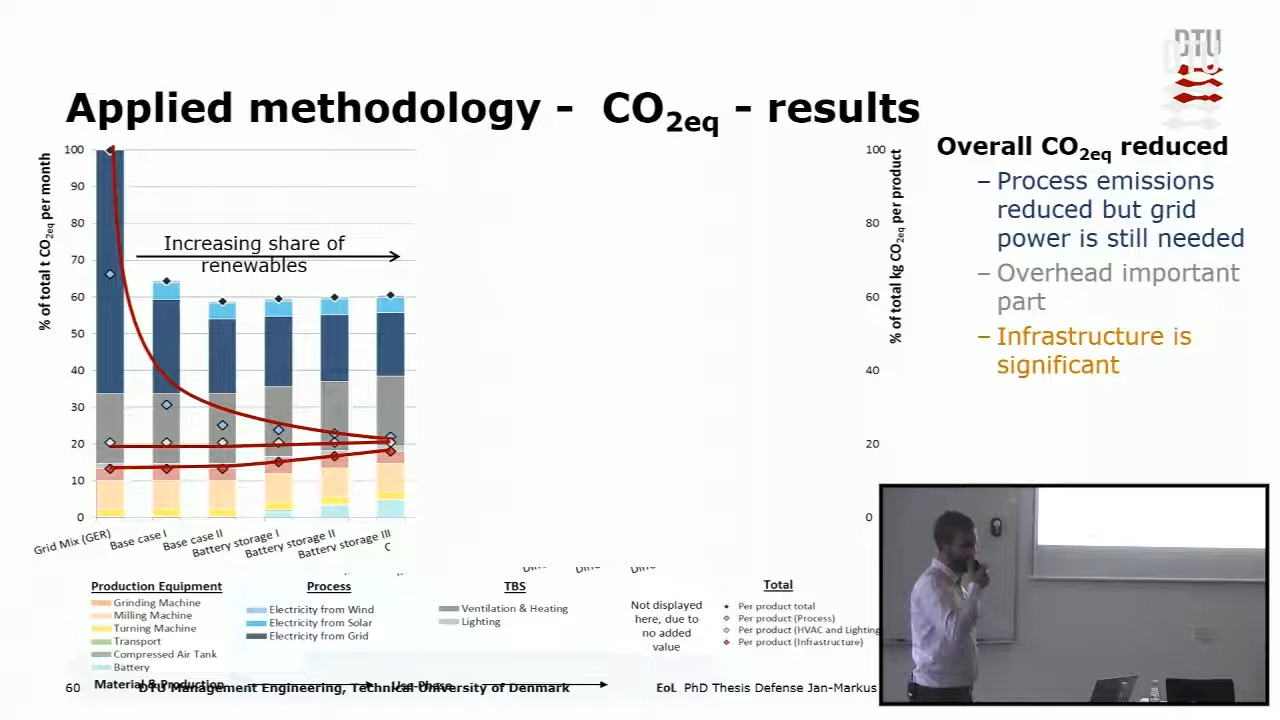 DTU
Applied methodology - CO2eq - results
Overall CO2eq reduced
– Process emissions
reduced but grid
power is still needed
– Overhead important
part
– Infrastructure is
significant
% of total t CO2eq per month
100
90
80
70
60
50
40
30
20
10
0
Increasing share of
renewables
Grid Mix (GER)
Base case I
Base case II
Battery storage I
Battery storage II
Battery storage III
% of total kg CO2eq per product
100
80
60
40
20
0
Production Equipment
Grinding Machine
Milling Machine
Turning Machine
Transport
Compressed Air Tank
Battery
Process
Electricity from Wind
Electricity from Solar
Electricity from Grid
TBS
Ventilation & Heating
Lighting
Not displayed
here, due to
no added
value
Total
Per product total
Per product (Process)
Per product (HVAC and Lighting
Per product (Infrastructure)
Material & Production
Use-Phase
EoL
60
DTU Management Engineering, Technical University of Denmark
PhD Thesis Defense Jan-Markus